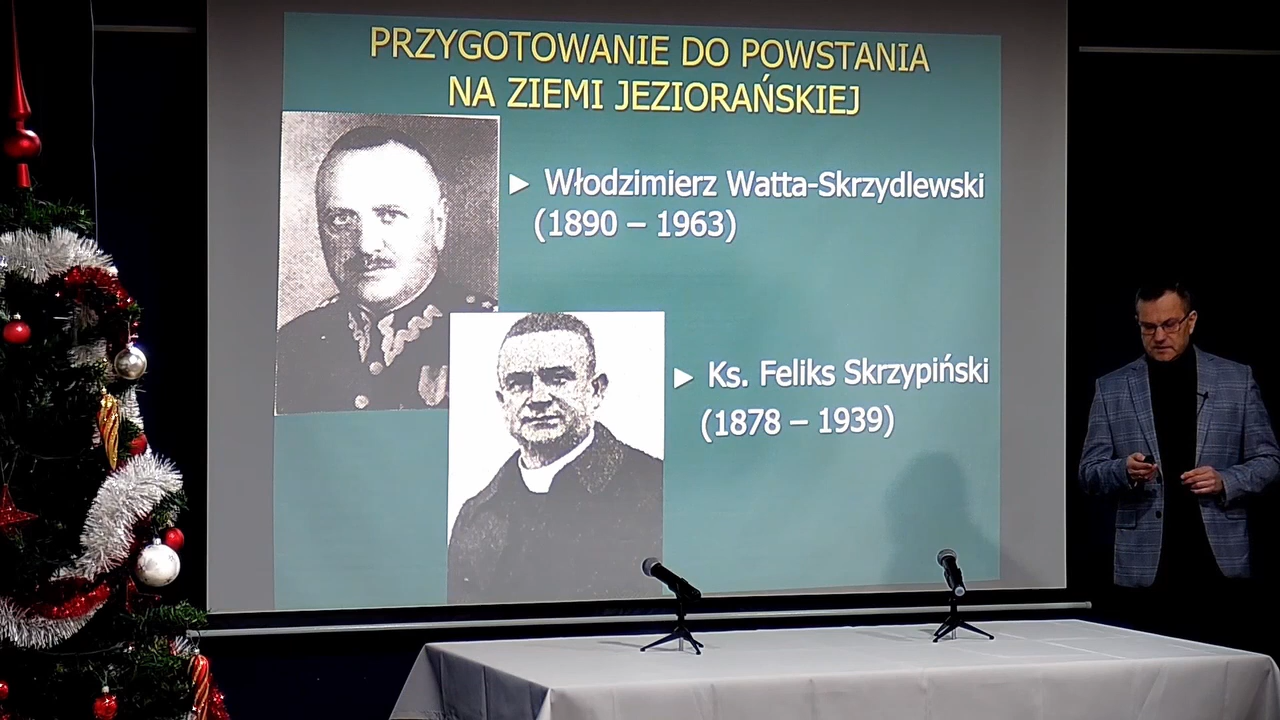 PRZYGOTOWANIE DO POWSTANIA
NA ZIEMI JEZIORAŃSKIEJ
► Włodzimierz Watta-Skrzydlewski
(1890 – 1963)
► Ks. Feliks Skrzypiński
(1878 – 1939)